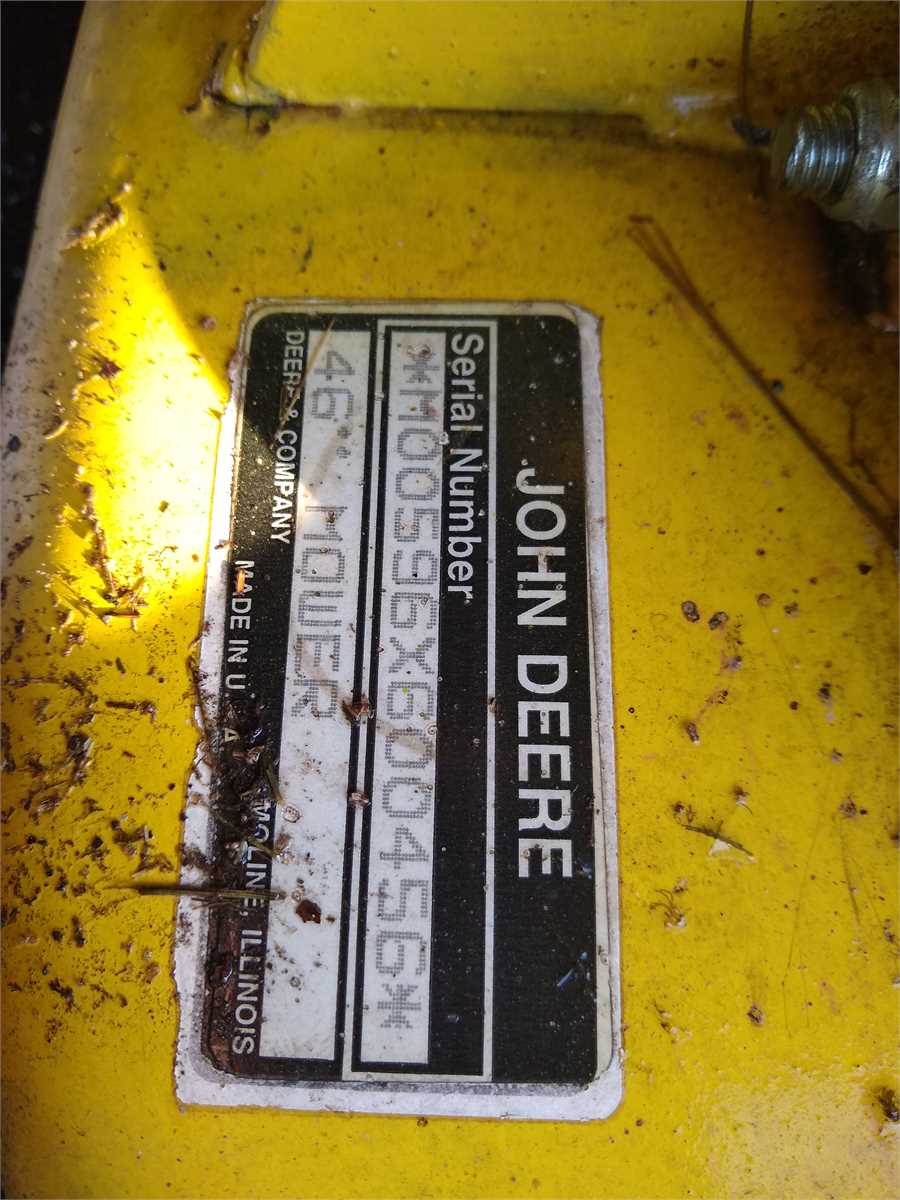 JOHN DEERE
Serial Number
*M00596X600456*
46'' MOWER
DEERE & COMPANY MOLINE, ILLINOIS
MADE IN U.S.A.